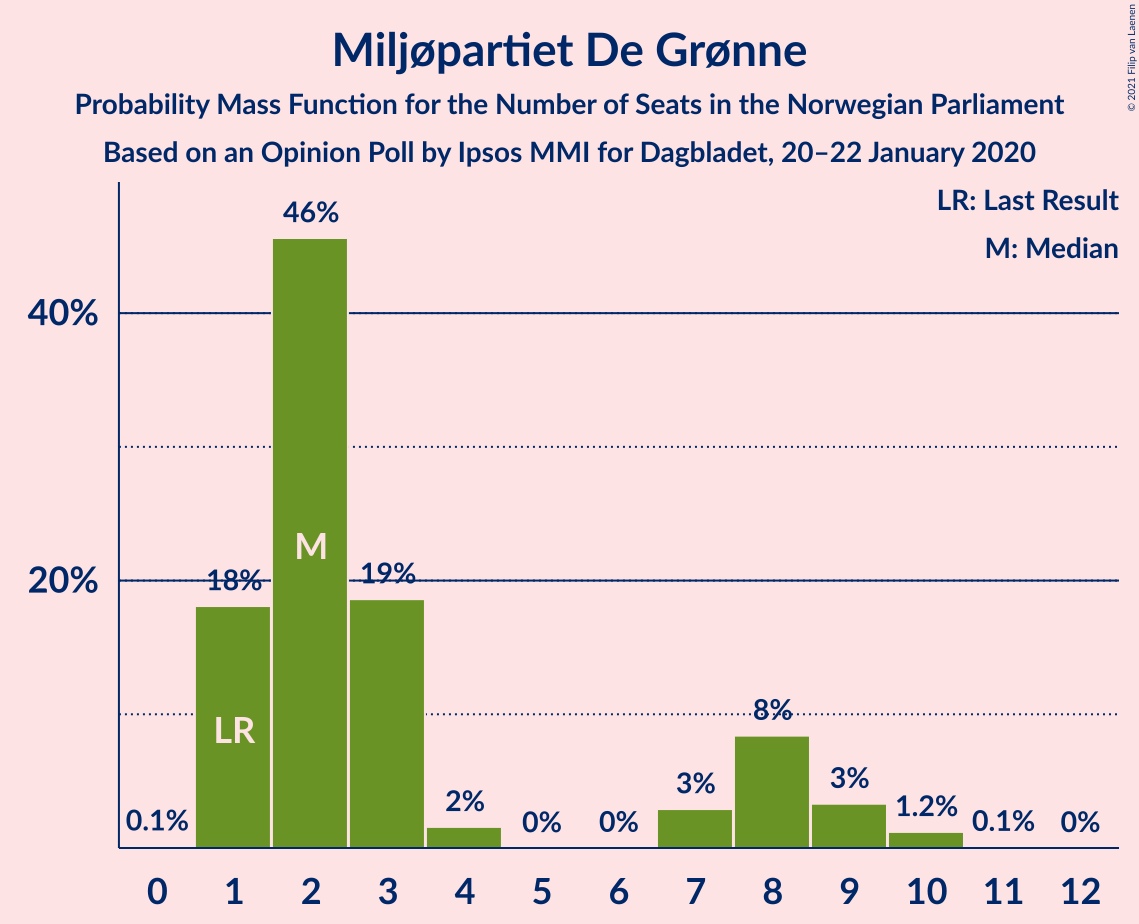 Miljøpartiet De Grønne
Probability Mass Function for the Number of Seats in the Norwegian Parliament
Based on an Opinion Poll by Ipsos MMI for Dagbladet, 20–22 January 2020
© 2021 Filip van Laenen
LR: Last Result
M: Median
40%
20%
0.1%
18%
46%
19%
2%
0%
0%
3%
8%
3%
1.2%
0.1%
0%
LR
M
0 1 2 3 4 5 6 7 8 9 10 11 12